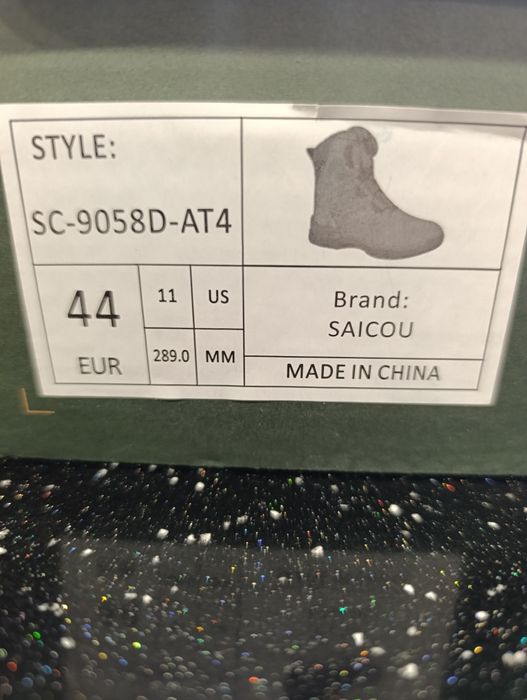 STYLE:
SC-9058D-AT4
44
EUR
11 US
289.0 MM
Brand:
SAICOU
MADE IN CHINA